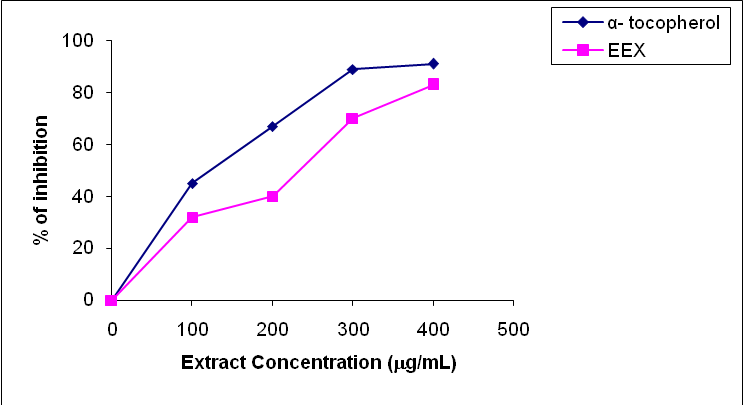 α- tocopherol
EEX
100
80
60
40
20
0
% of inhibition
0 100 200 300 400 500
Extract Concentration (µg/mL)